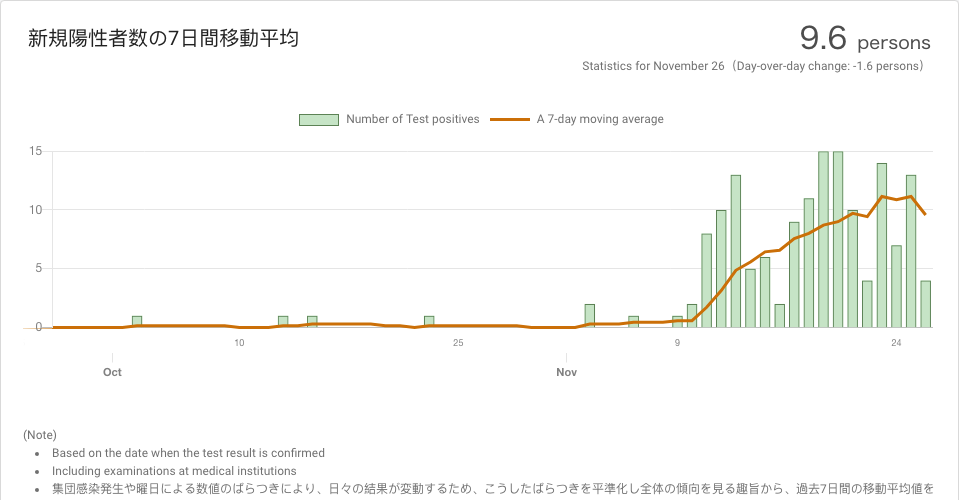 新規陽性者数の7日間移動平均
9.6 persons
Statistics for November 26（Day-over-day change: -1.6 persons）
Number of Test positives
A 7-day moving average
15
10
5
0
10
25
9
24
Oct
Nov
(Note)
• Based on the date when the test result is confirmed
• Including examinations at medical institutions
• 集団感染発生や曜日による数値のばらつきにより、日々の結果が変動するため、こうしたばらつきを平準化し全体の傾向を見る趣旨から、過去7日間の移動平均値を